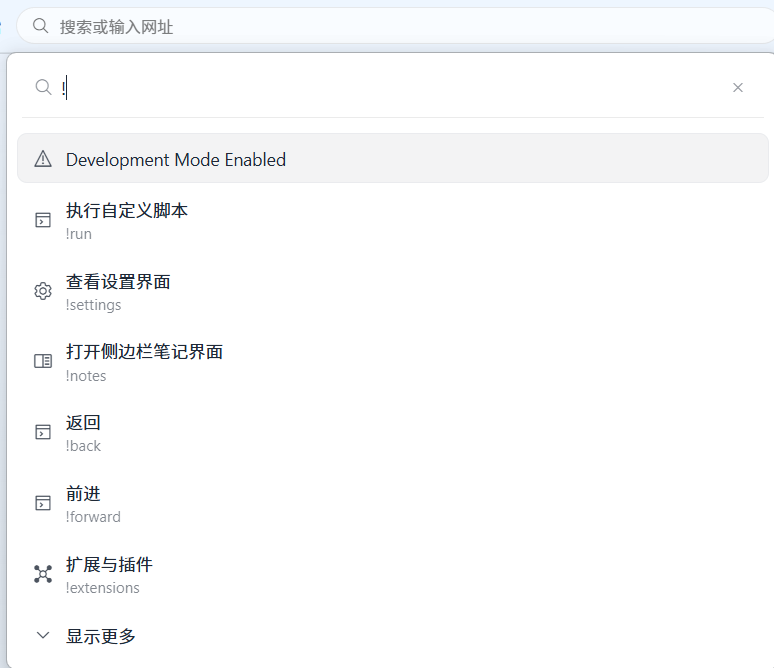 搜索或输入网址
!
Development Mode Enabled
执行自定义脚本
!run
查看设置界面
!settings
打开侧边栏笔记界面
!notes
返回
!back
前进
!forward
扩展与插件
!extensions
显示更多